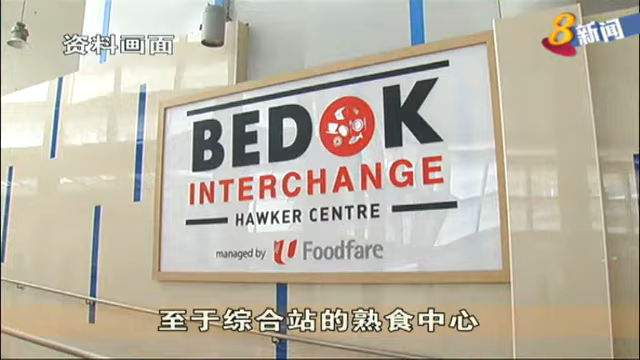 资料画面
8新闻
BEDOK
INTERCHANGE
HAWKER CENTRE
managed by U Foodfare
至于综合站的熟食中心